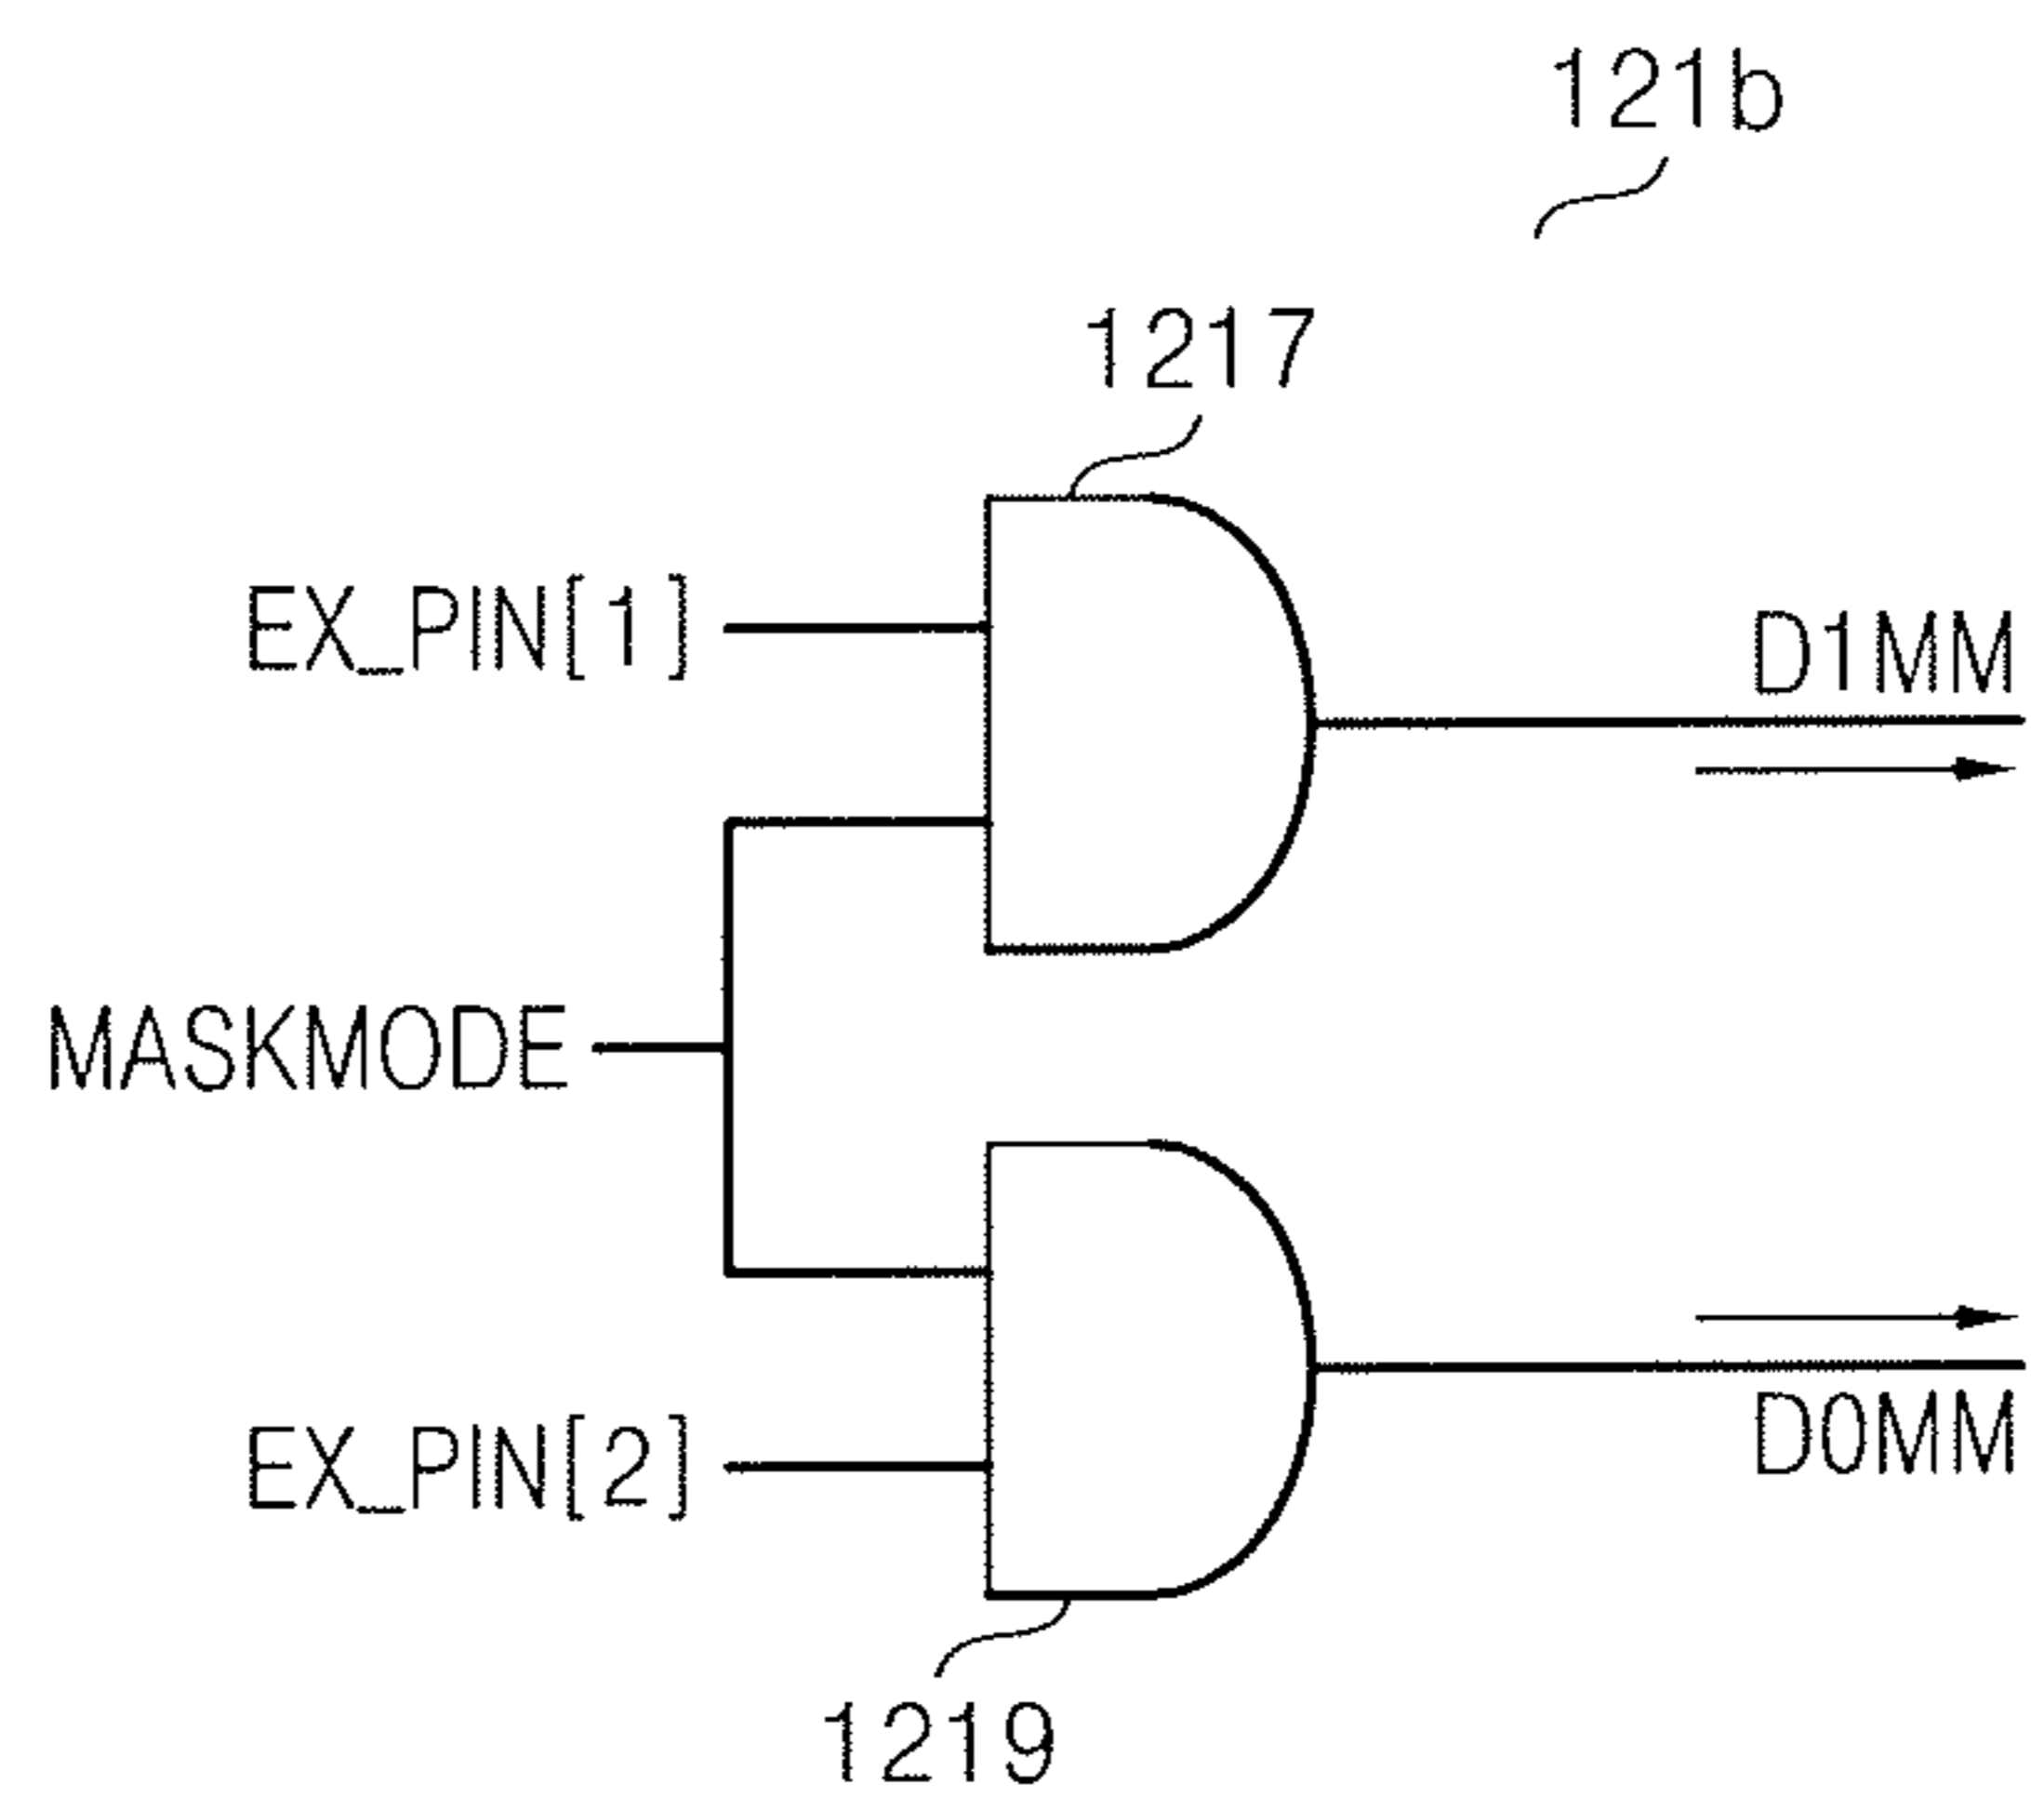 121b
1217
EX_PIN[1]
D1MM
MASKMODE
EX_PIN[2]
D0MM
1219